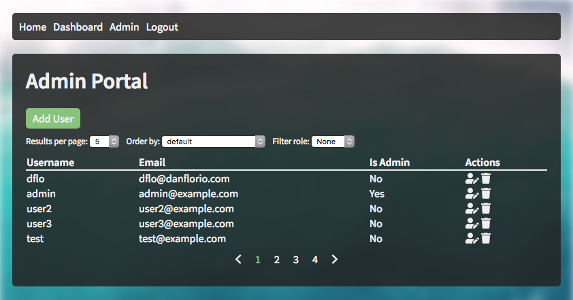 Home Dashboard Admin Logout
Admin Portal
Add User
Results per page: 5 Order by: default Filter role: None
Username Email Is Admin Actions
dflo dflo@danflorio.com No
admin admin@example.com Yes
user2 user2@example.com No
user3 user3@example.com No
test test@example.com No
1 2 3 4